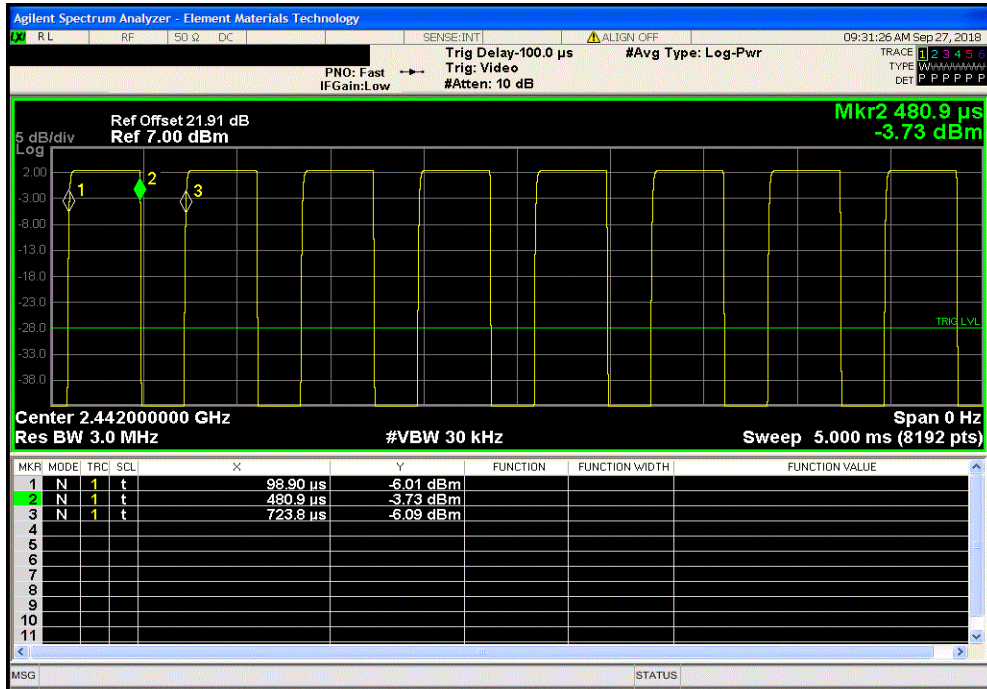 Agilent Spectrum Analyzer - Element Materials Technology
LXI RL RF 50 Ω DC SENSE:INT ALIGN OFF 09:31:26 AM Sep 27, 2018
Trig Delay-100.0 µs #Avg Type: Log-Pwr TRACE 1 2 3 4 5 6
PNO: Fast Trig: Video TYPE WWWWWW
IFGain:Low #Atten: 10 dB DET P P P P P P
Mkr2 480.9 µs
-3.73 dBm
Ref Offset 21.91 dB
5 dB/div Ref 7.00 dBm
Log
2.00
-3.00
-8.00
-13.0
-18.0
-23.0
-28.0
-33.0
-38.0
1
2
3
TRIG LVL
Center 2.442000000 GHz Span 0 Hz
Res BW 3.0 MHz #VBW 30 kHz Sweep 5.000 ms (8192 pts)
MKR MODE TRC SCL X Y FUNCTION FUNCTION WIDTH FUNCTION VALUE
1 N 1 t 98.90 µs -6.01 dBm
2 N 1 t 480.9 µs -3.73 dBm
3 N 1 t 723.8 µs -6.09 dBm
4
5
6
7
8
9
10
11
MSG STATUS